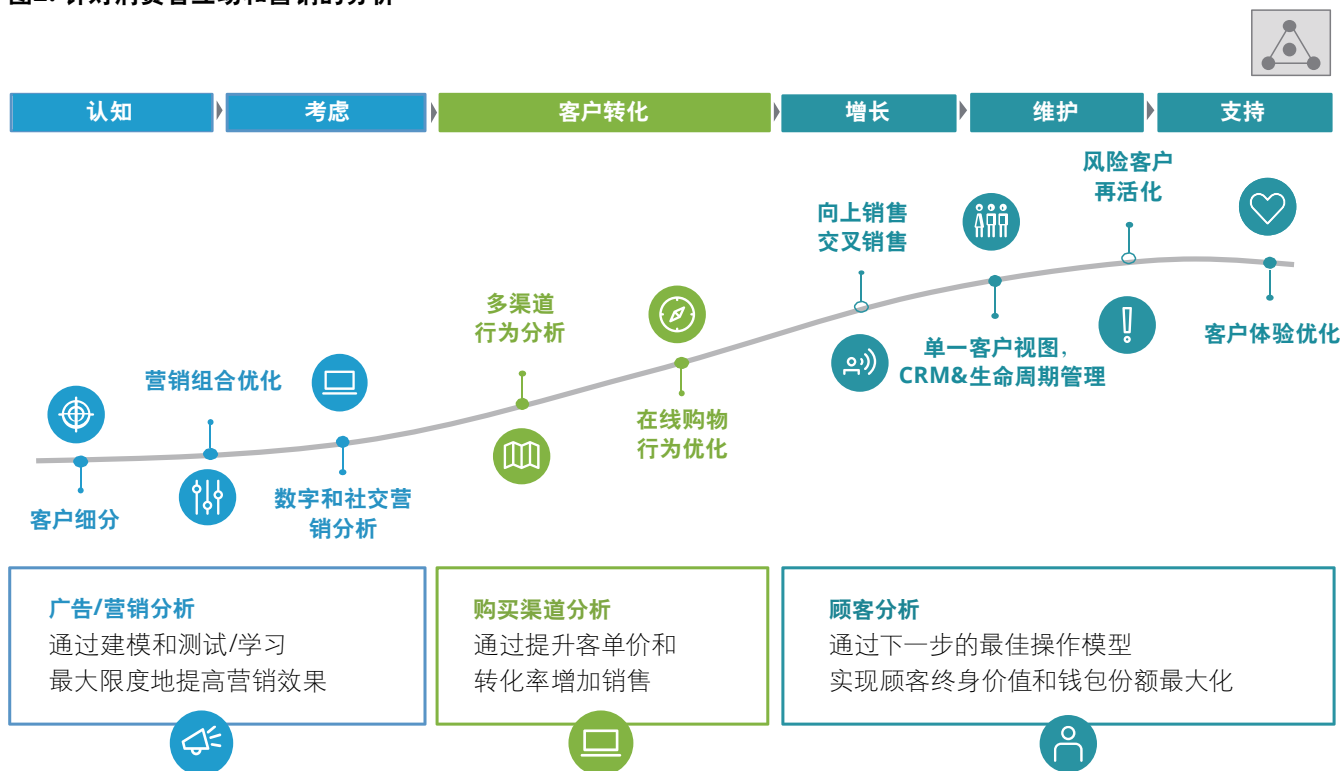 认知
考虑
客户转化
增长
维护
支持
风险客户
再活化
向上销售
交叉销售
多渠道
行为分析
客户体验优化
单一客户视图，
CRM&生命周期管理
营销组合优化
在线购物
行为优化
数字和社交营
销分析
客户细分
广告/营销分析
通过建模和测试/学习
最大限度地提高营销效果
购买渠道分析
通过提升客单价和
转化率增加销售
顾客分析
通过下一步的最佳操作模型
实现顾客终身价值和钱包份额最大化